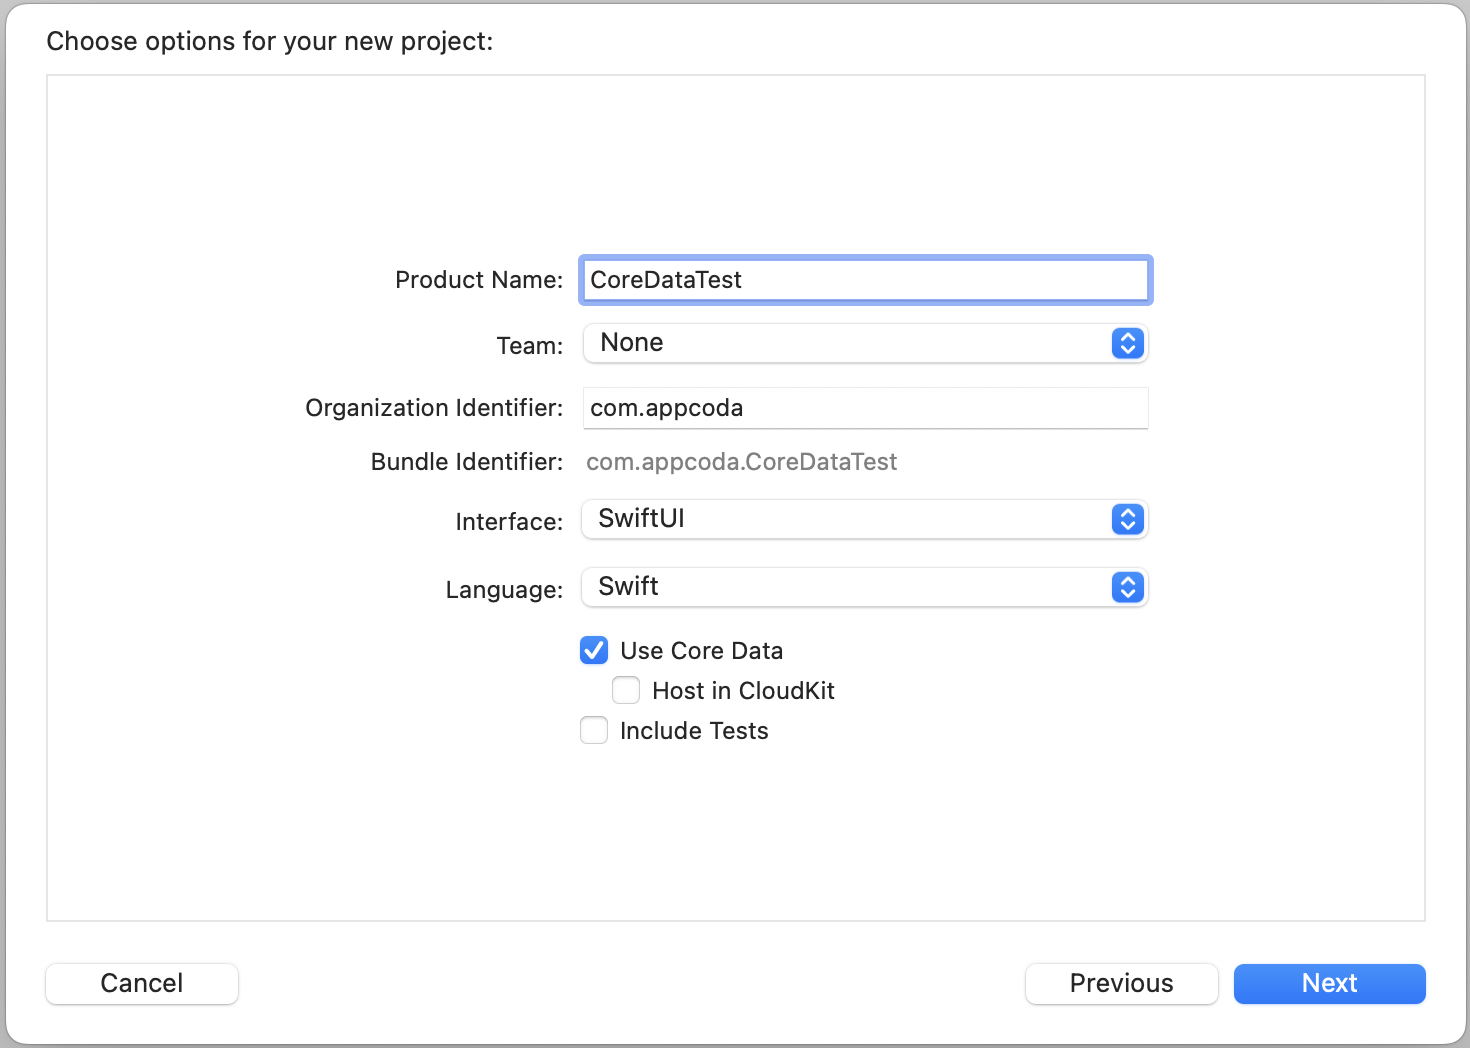 Choose options for your new project:
Product Name: CoreDataTest
Team: None
Organization Identifier: com.appcoda
Bundle Identifier: com.appcoda.CoreDataTest
Interface: SwiftUI
Language: Swift
Use Core Data
Host in CloudKit
Include Tests
Cancel Previous Next